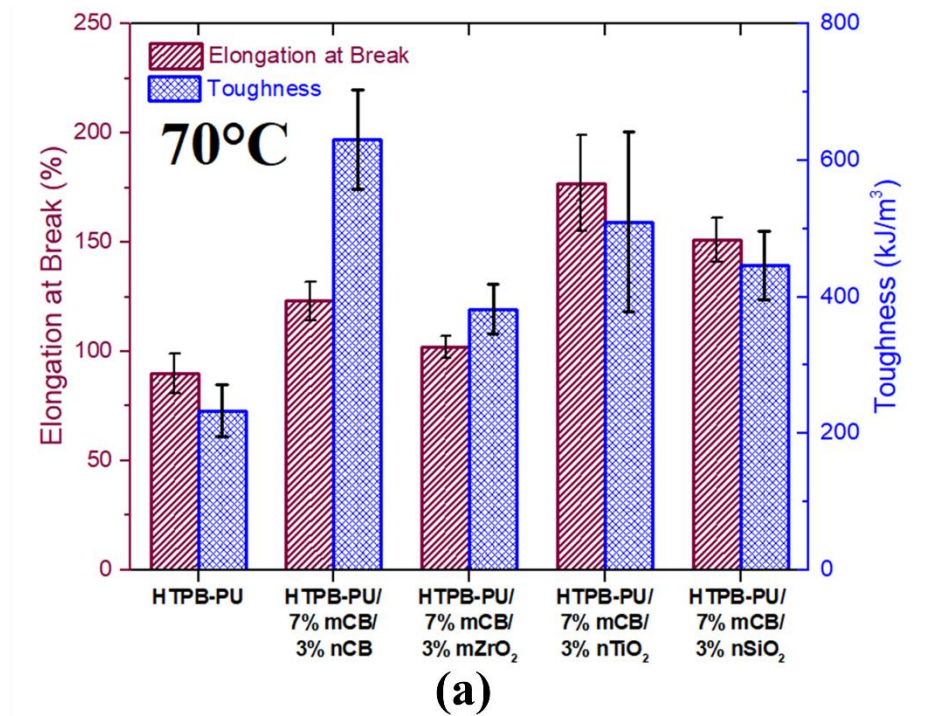 250
200
150
100
50
0
Elongation at Break (%)
Elongation at Break
Toughness
70°C
800
600
400
200
0
Toughness (kJ/m³)
HTPB-PU
HTPB-PU/
7% mCB/
3% nCB
HTPB-PU/
7% mCB/
3% mZrO₂
HTPB-PU/
7% mCB/
3% nTiO₂
HTPB-PU/
7% mCB/
3% nSiO₂
(a)